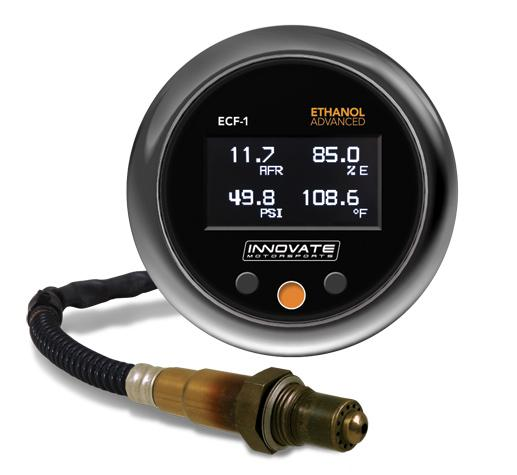 ECF-1
ETHANOL
ADVANCED
11.7 AFR
85.0 % E
49.8 PSI
108.6 °F
INNOVATE
MOTORSPORTS